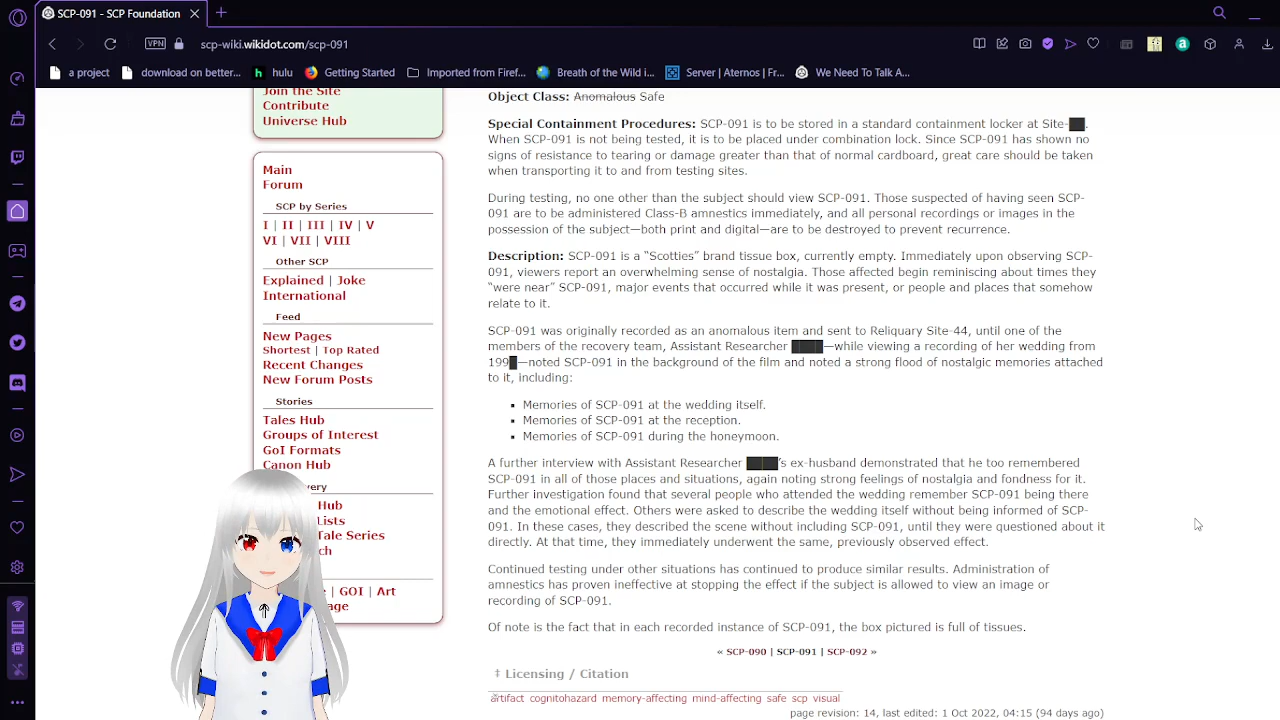 SCP-091 - SCP Foundation
VPN
scp-wiki.wikidot.com/scp-091
a project
download on better...
hulu
Getting Started
Imported from Firef...
Breath of the Wild i...
Server | Aternos | Fr...
We Need To Talk A...
Join the Site
Contribute
Universe Hub
Main
Forum
SCP by Series
I | II | III | IV | V
VI | VII | VIII
Other SCP
Explained | Joke
International
Feed
New Pages
Shortest | Top Rated
Recent Changes
New Forum Posts
Stories
Tales Hub
Groups of Interest
GoI Formats
Canon Hub
very
Hub
Lists
Tale Series
ch
| GOI | Art
age
Object Class: Anomalous Safe
Special Containment Procedures: SCP-091 is to be stored in a standard containment locker at Site-██.
When SCP-091 is not being tested, it is to be placed under combination lock. Since SCP-091 has shown no
signs of resistance to tearing or damage greater than that of normal cardboard, great care should be taken
when transporting it to and from testing sites.
During testing, no one other than the subject should view SCP-091. Those suspected of having seen SCP-
091 are to be administered Class-B amnestics immediately, and all personal recordings or images in the
possession of the subject—both print and digital—are to be destroyed to prevent recurrence.
Description: SCP-091 is a “Scotties” brand tissue box, currently empty. Immediately upon observing SCP-
091, viewers report an overwhelming sense of nostalgia. Those affected begin reminiscing about times they
“were near” SCP-091, major events that occurred while it was present, or people and places that somehow
relate to it.
SCP-091 was originally recorded as an anomalous item and sent to Reliquary Site-44, until one of the
members of the recovery team, Assistant Researcher ████—while viewing a recording of her wedding from
199█—noted SCP-091 in the background of the film and noted a strong flood of nostalgic memories attached
to it, including:
Memories of SCP-091 at the wedding itself.
Memories of SCP-091 at the reception.
Memories of SCP-091 during the honeymoon.
A further interview with Assistant Researcher ████’s ex-husband demonstrated that he too remembered
SCP-091 in all of those places and situations, again noting strong feelings of nostalgia and fondness for it.
Further investigation found that several people who attended the wedding remember SCP-091 being there
and the emotional effect. Others were asked to describe the wedding itself without being informed of SCP-
091. In these cases, they described the scene without including SCP-091, until they were questioned about it
directly. At that time, they immediately underwent the same, previously observed effect.
Continued testing under other situations has continued to produce similar results. Administration of
amnestics has proven ineffective at stopping the effect if the subject is allowed to view an image or
recording of SCP-091.
Of note is the fact that in each recorded instance of SCP-091, the box pictured is full of tissues.
« SCP-090 | SCP-091 | SCP-092 »
‡ Licensing / Citation
artifact cognitohazard memory-affecting mind-affecting safe scp visual
page revision: 14, last edited: 1 Oct 2022, 04:15 (94 days ago)